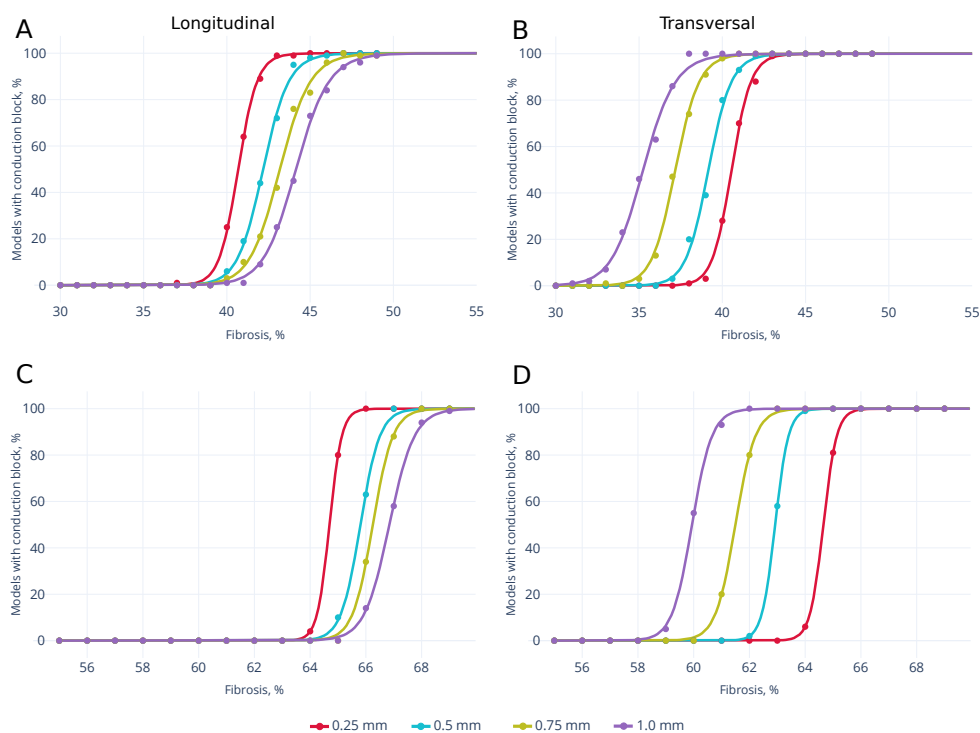 A Longitudinal
B Transversal
Models with conduction block, %
100
80
60
40
20
0
30 35 40 45 50 55
Fibrosis, %
Models with conduction block, %
100
80
60
40
20
0
30 35 40 45 50 55
Fibrosis, %
C
Models with conduction block, %
100
80
60
40
20
0
56 58 60 62 64 66 68
Fibrosis, %
D
Models with conduction block, %
100
80
60
40
20
0
56 58 60 62 64 66 68
Fibrosis, %
0.25 mm 0.5 mm 0.75 mm 1.0 mm